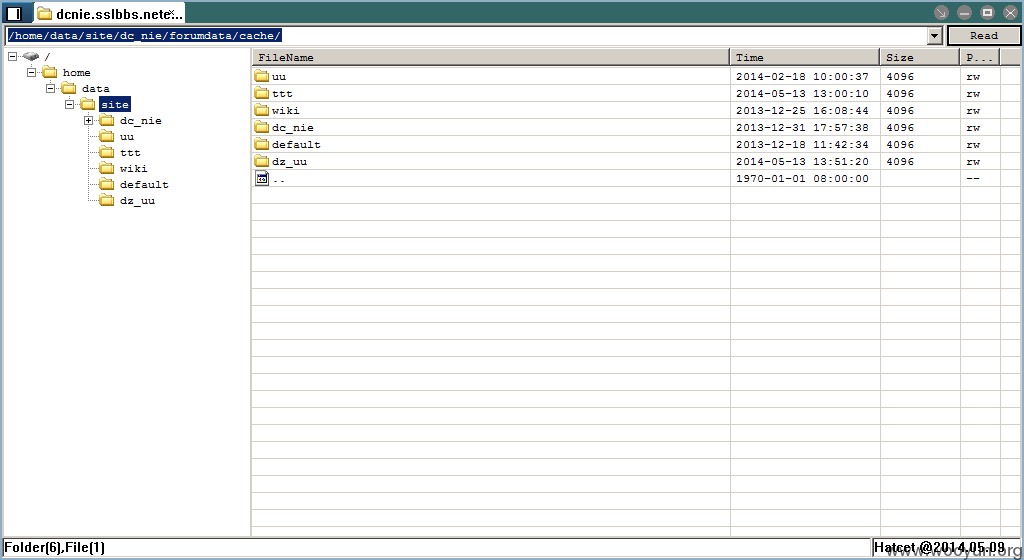 dcnie.sslbbs.nete...
/home/data/site/dc_nie/forumdata/cache/
Read
/
home
data
site
dc_nie
uu
ttt
wiki
default
dz_uu
FileName Time Size P...
uu 2014-02-18 10:00:37 4096 rw
ttt 2014-05-13 13:00:10 4096 rw
wiki 2013-12-25 16:08:44 4096 rw
dc_nie 2013-12-31 17:57:38 4096 rw
default 2013-12-18 11:42:34 4096 rw
dz_uu 2014-05-13 13:51:20 4096 rw
.. 1970-01-01 08:00:00 --
Folder(6),File(1)
Hatcet @2014.05.09
www.wooyun.org